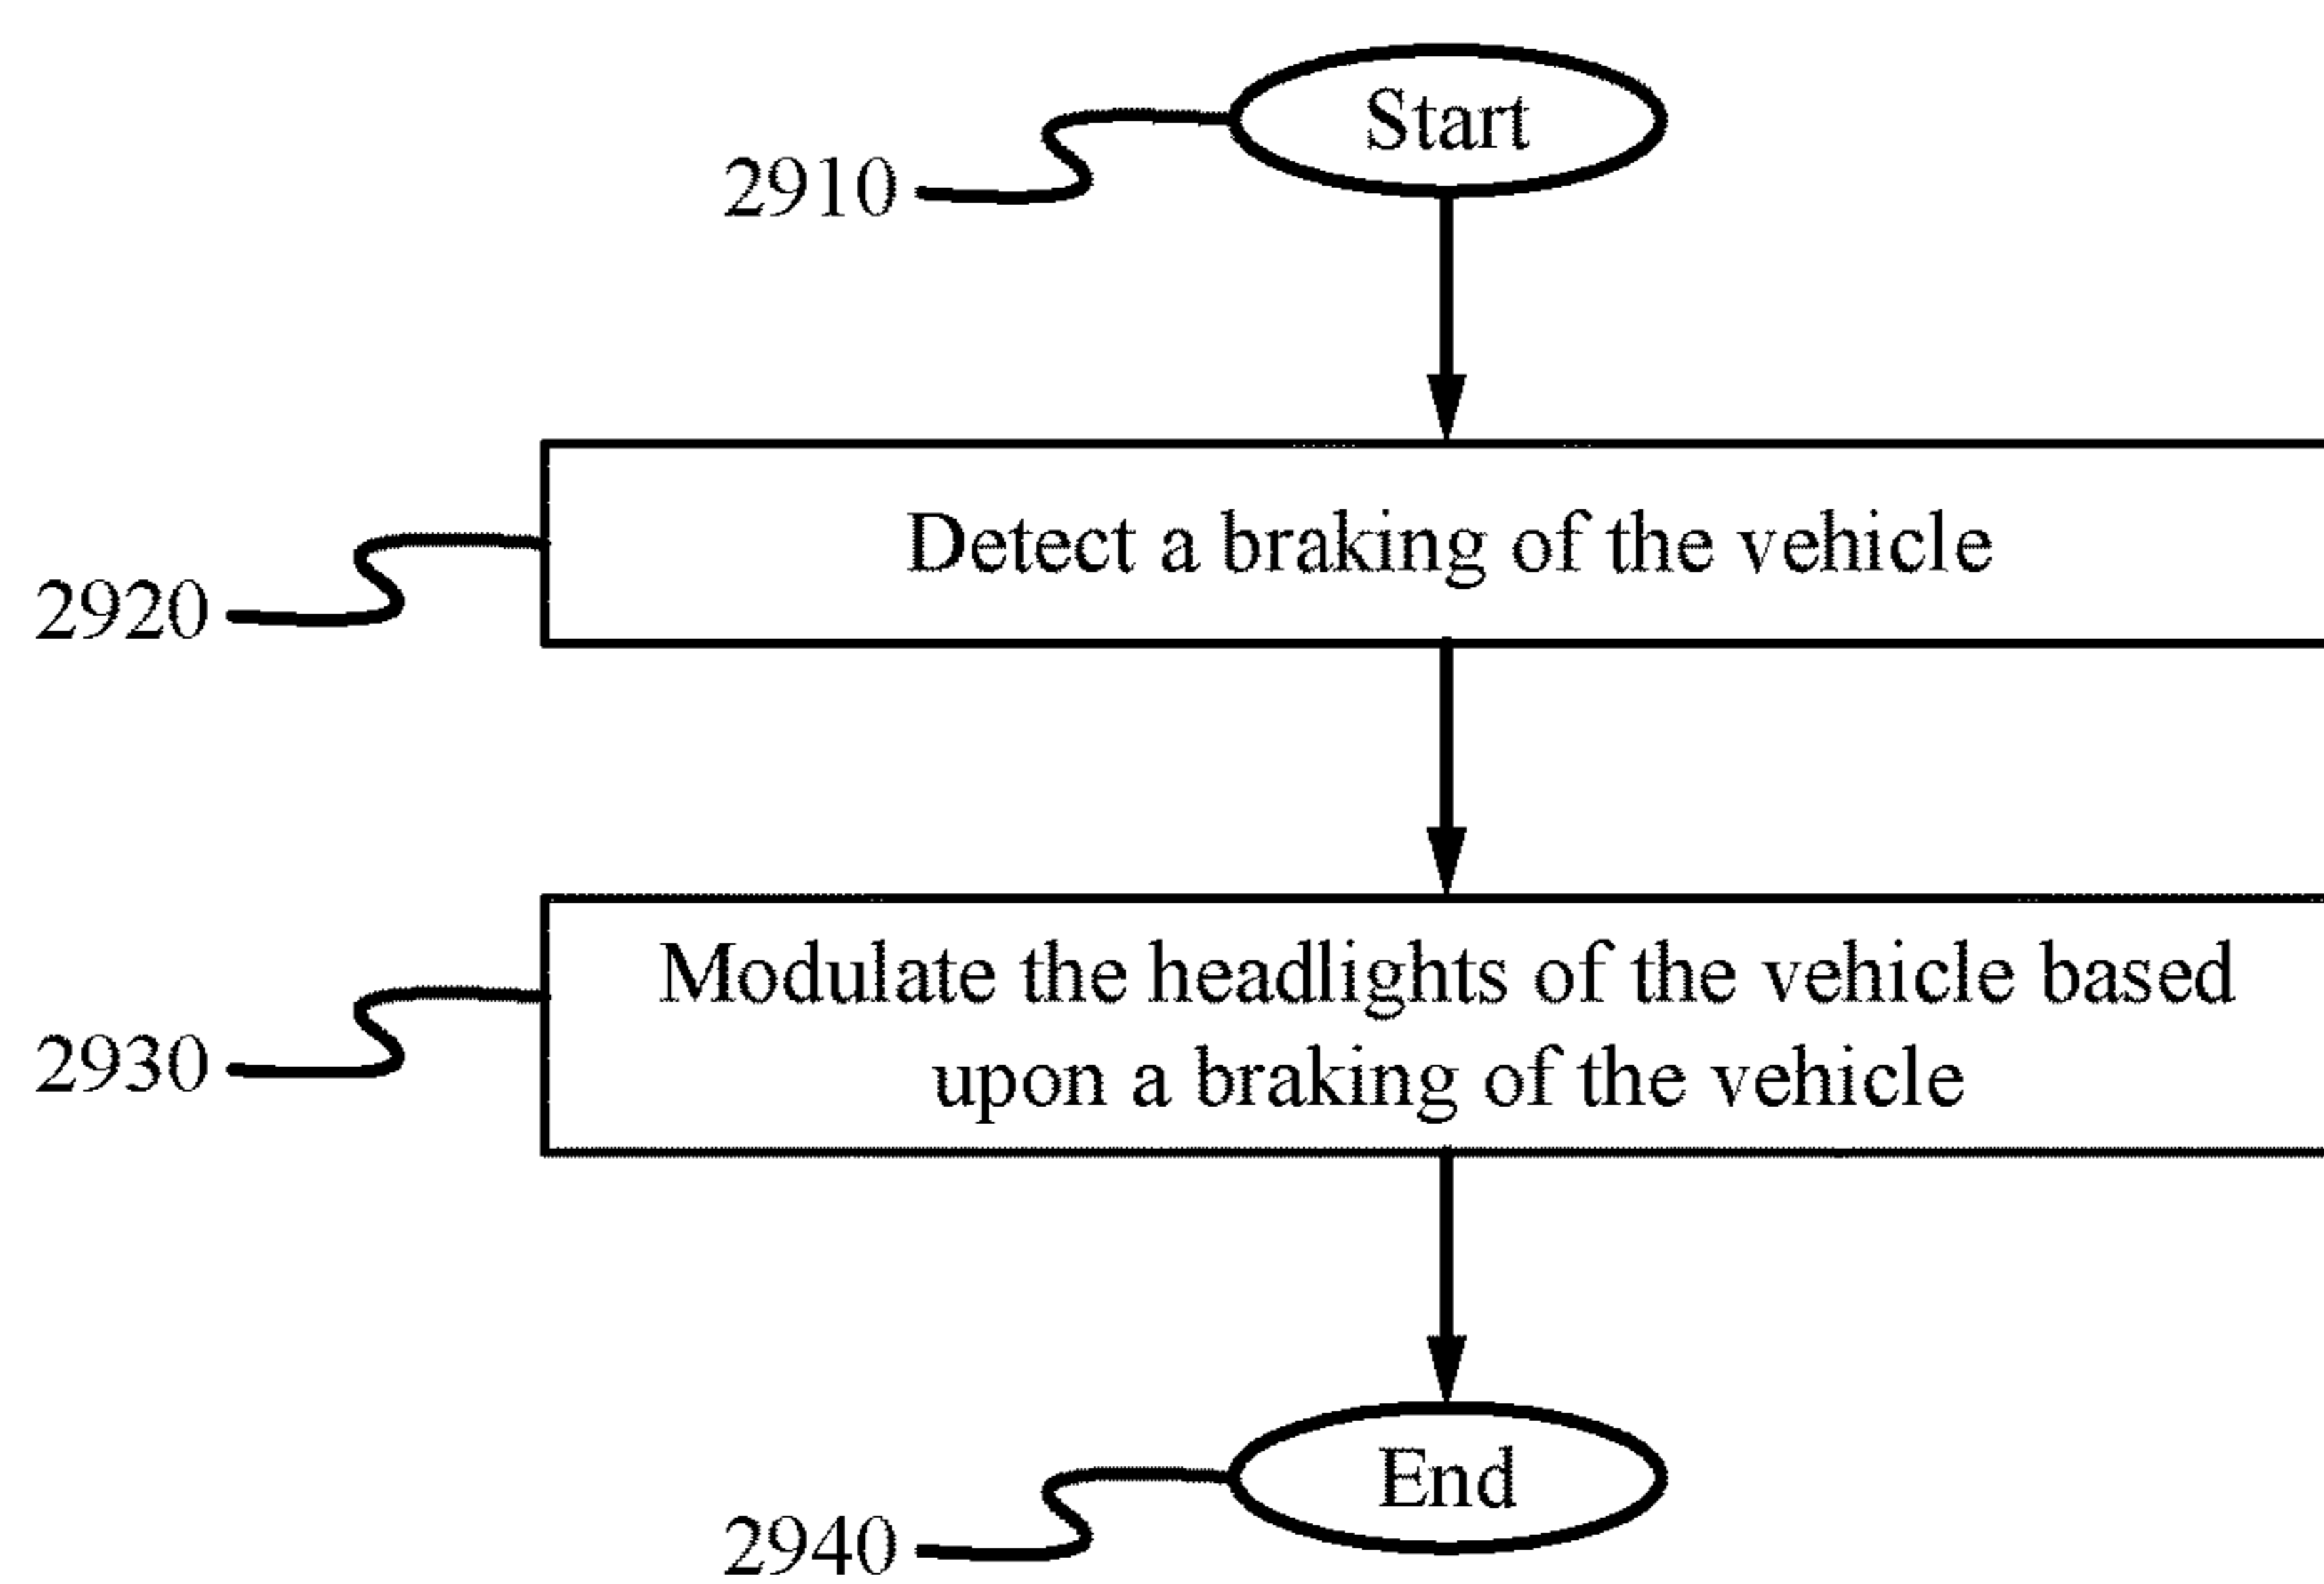 Start
2910
Detect a braking of the vehicle
2920
Modulate the headlights of the vehicle based
upon a braking of the vehicle
2930
End
2940